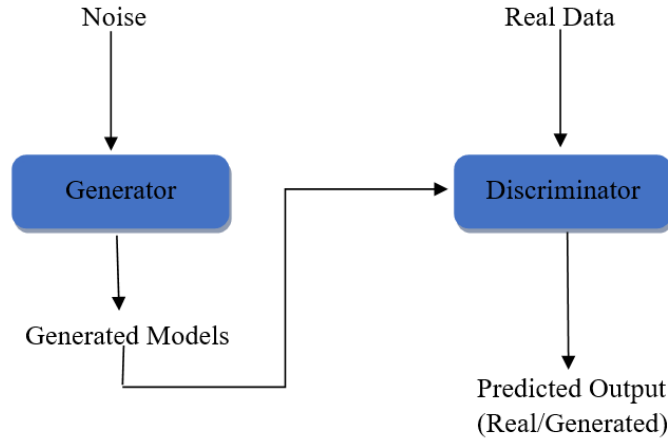 Noise
Real Data
Generator
Discriminator
Generated Models
Predicted Output
(Real/Generated)